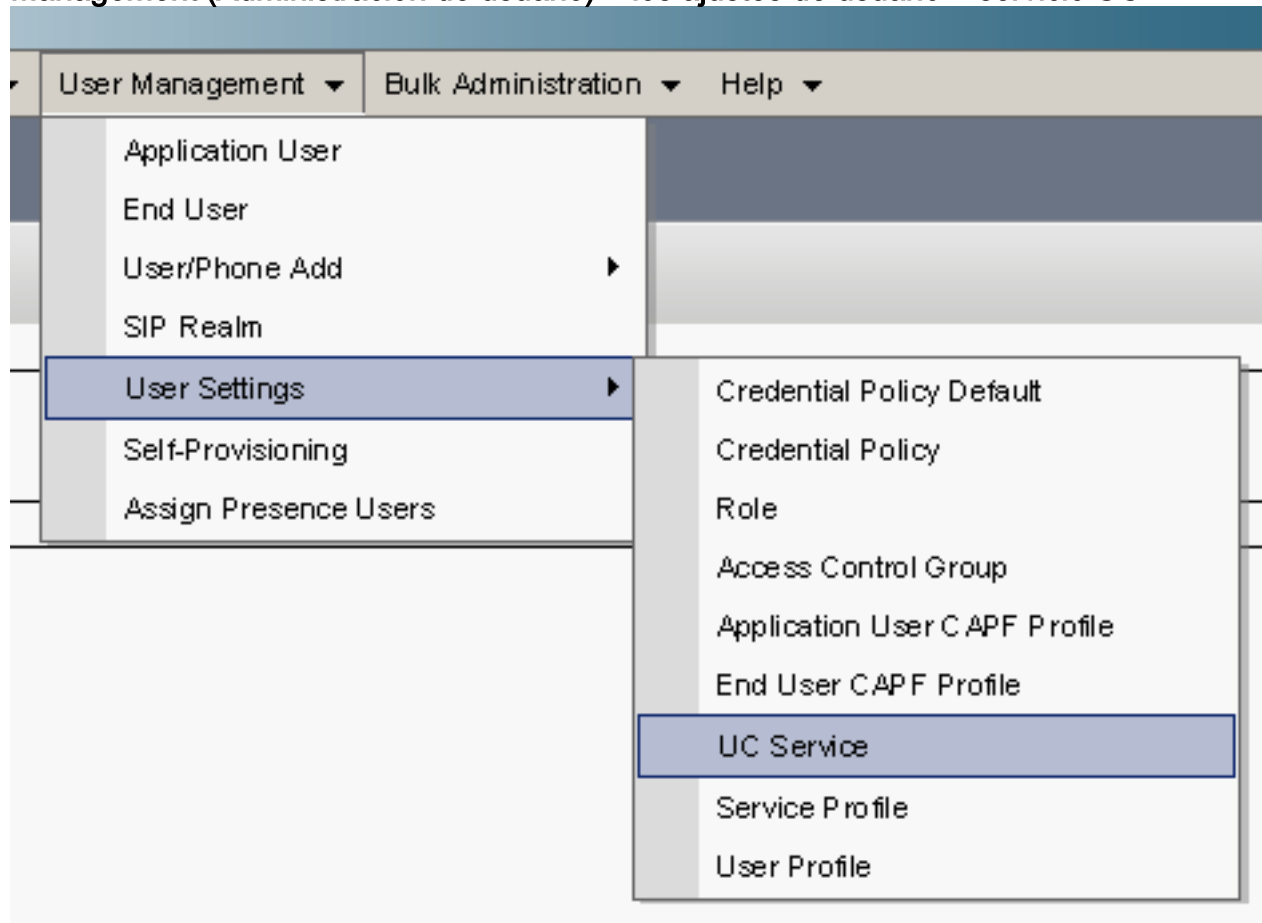 User Management Bulk Administration Help
Application User
End User
User/Phone Add
SIP Realm
User Settings
Self-Provisioning
Assign Presence Users
Credential Policy Default
Credential Policy
Role
Access Control Group
Application User CAPF Profile
End User CAPF Profile
UC Service
Service Profile
User Profile